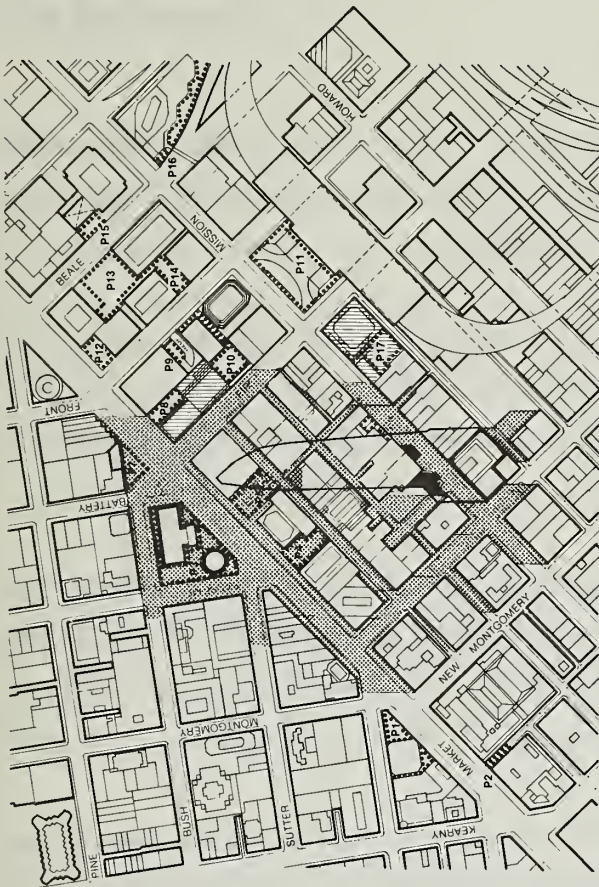 HOWARD
P16
MISSION
P15
BEALE
P13
P14
P11
P12
P9
P10
P8
P17
FRONT
BATTERY
P4
NEW MONTGOMERY
MONTGOMERY
MARKET
P2
BUSH
SUTTER
KEARNY
PINE